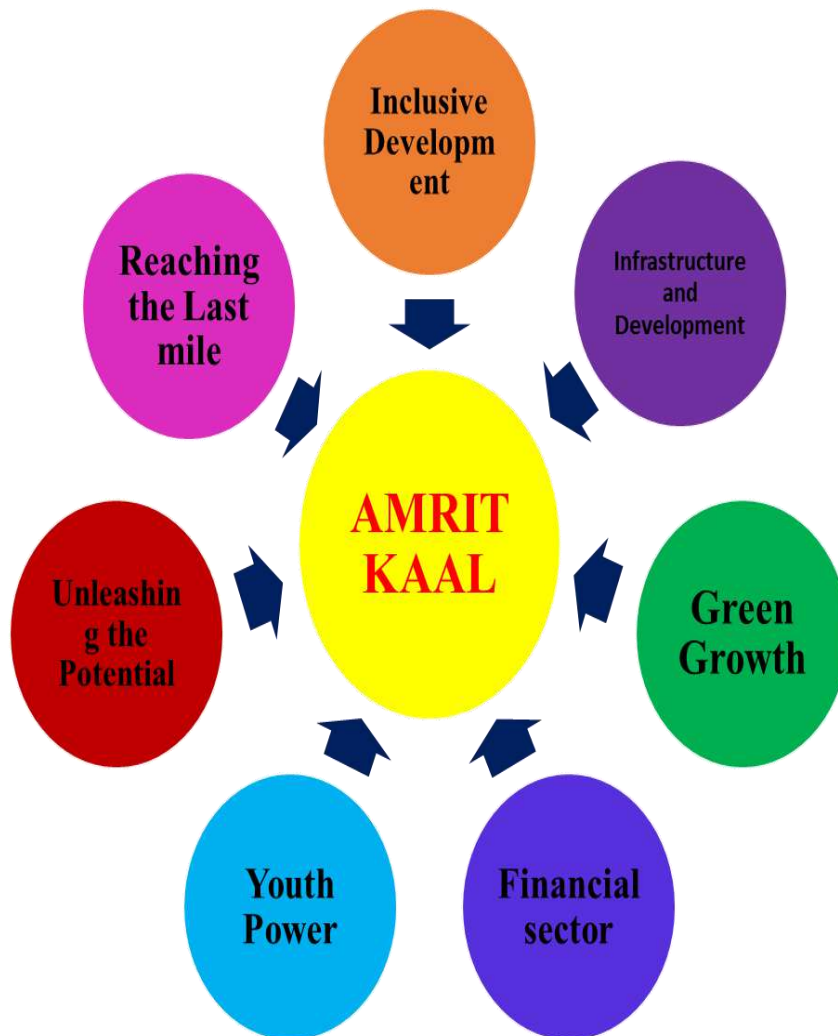 Inclusive
Developm
ent
Reaching
the Last
mile
Infrastructure
and
Development
AMRIT
KAAL
Unleashin
g the
Potential
Green
Growth
Youth
Power
Financial
sector